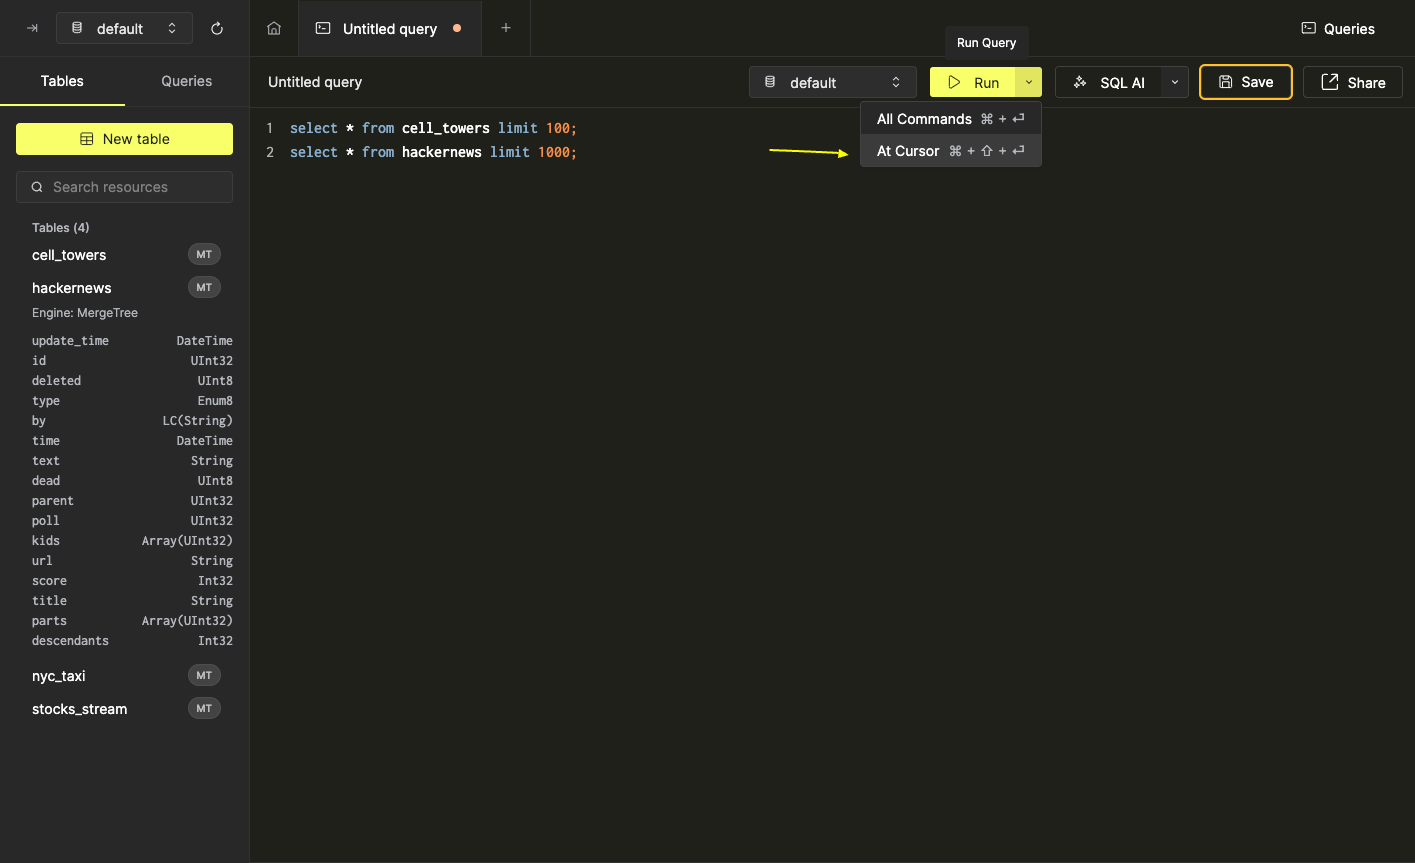 default
Untitled query
+
Queries
Run Query
Tables
Queries
Untitled query
default
Run
SQL AI
Save
Share
New table
All Commands ⌘ + ⏎
At Cursor ⌘ + ⇧ + ⏎
1 select * from cell_towers limit 100;
2 select * from hackernews limit 1000;
Search resources
Tables (4)
cell_towers MT
hackernews MT
Engine: MergeTree
update_time DateTime
id UInt32
deleted UInt8
type Enum8
by LC(String)
time DateTime
text String
dead UInt8
parent UInt32
poll UInt32
kids Array(UInt32)
url String
score Int32
title String
parts Array(UInt32)
descendants Int32
nyc_taxi MT
stocks_stream MT